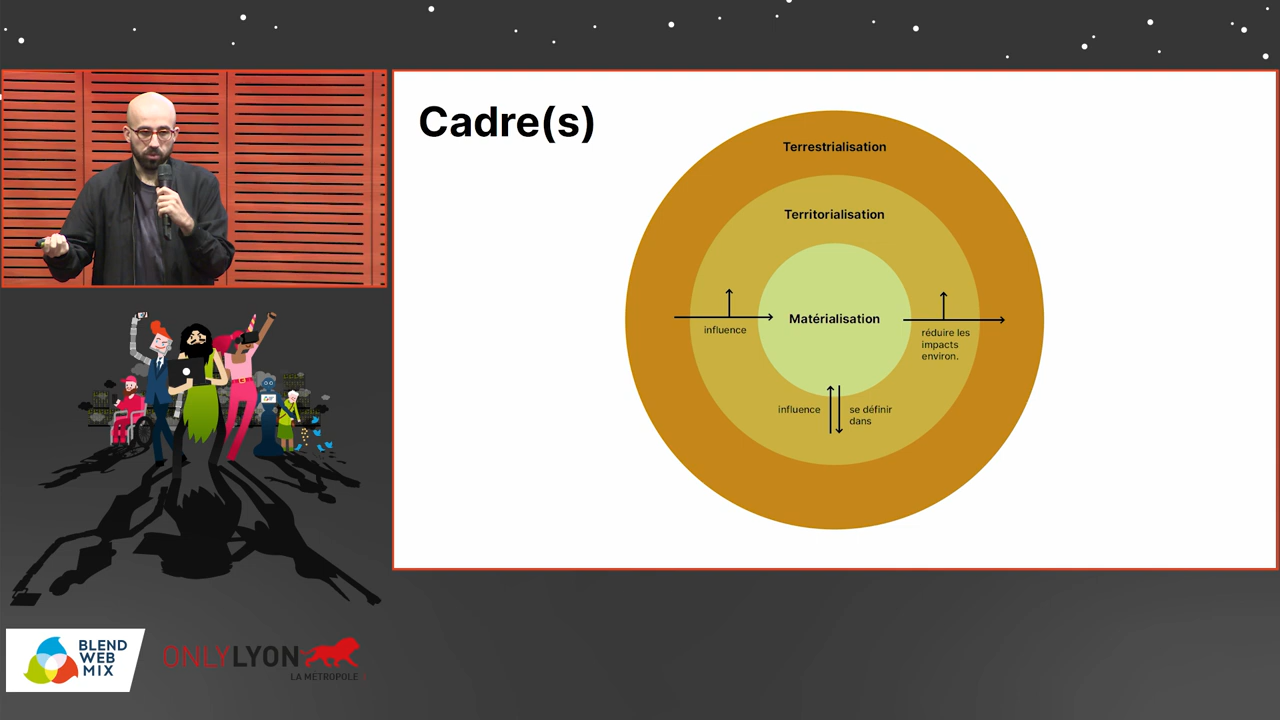 Cadre(s)
Terrestrialisation
Territorialisation
Matérialisation
influence
réduire les
impacts
environ.
influence
se définir
dans
BLEND
WEB
MIX
ONLYLYON
LA MÉTROPOLE